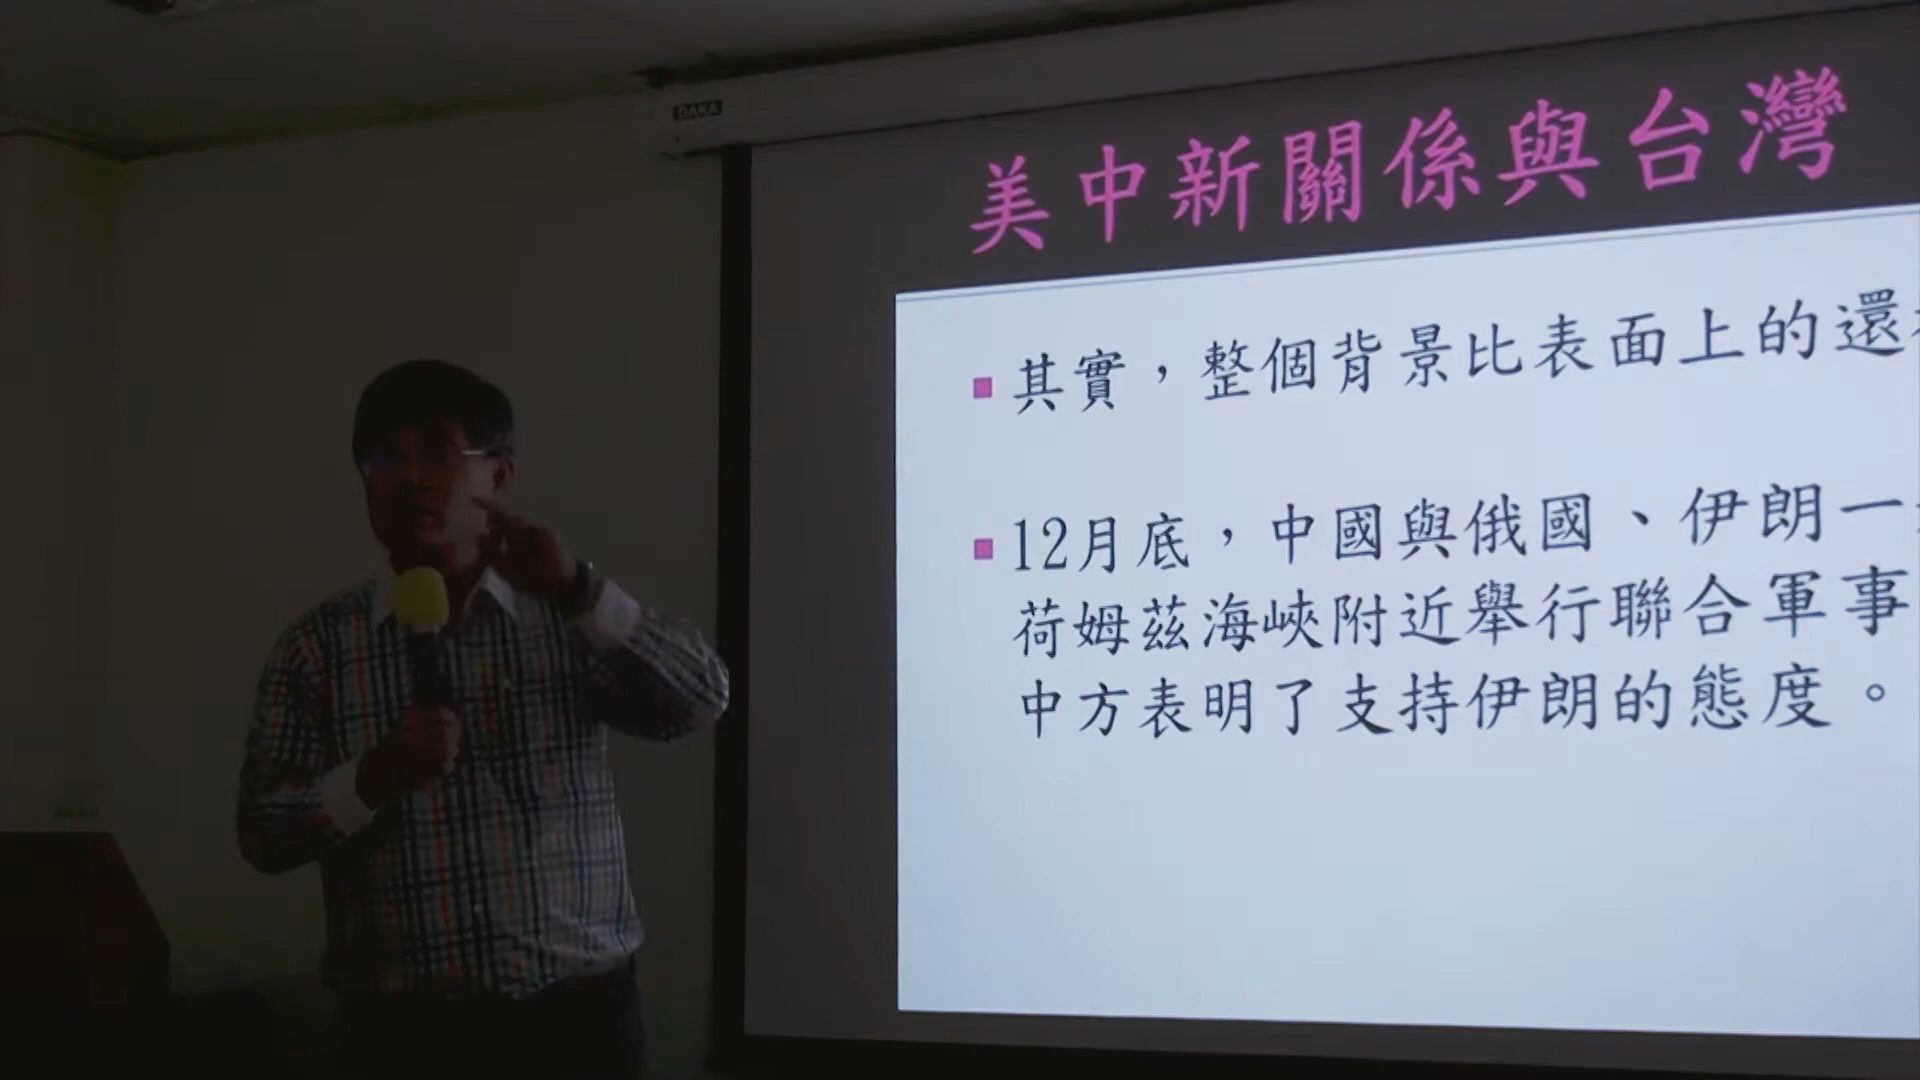 DAKA
美中新關係與台灣
其實，整個背景比表面上的還
12月底，中國與俄國、伊朗一
荷姆茲海峽附近舉行聯合軍事
中方表明了支持伊朗的態度。